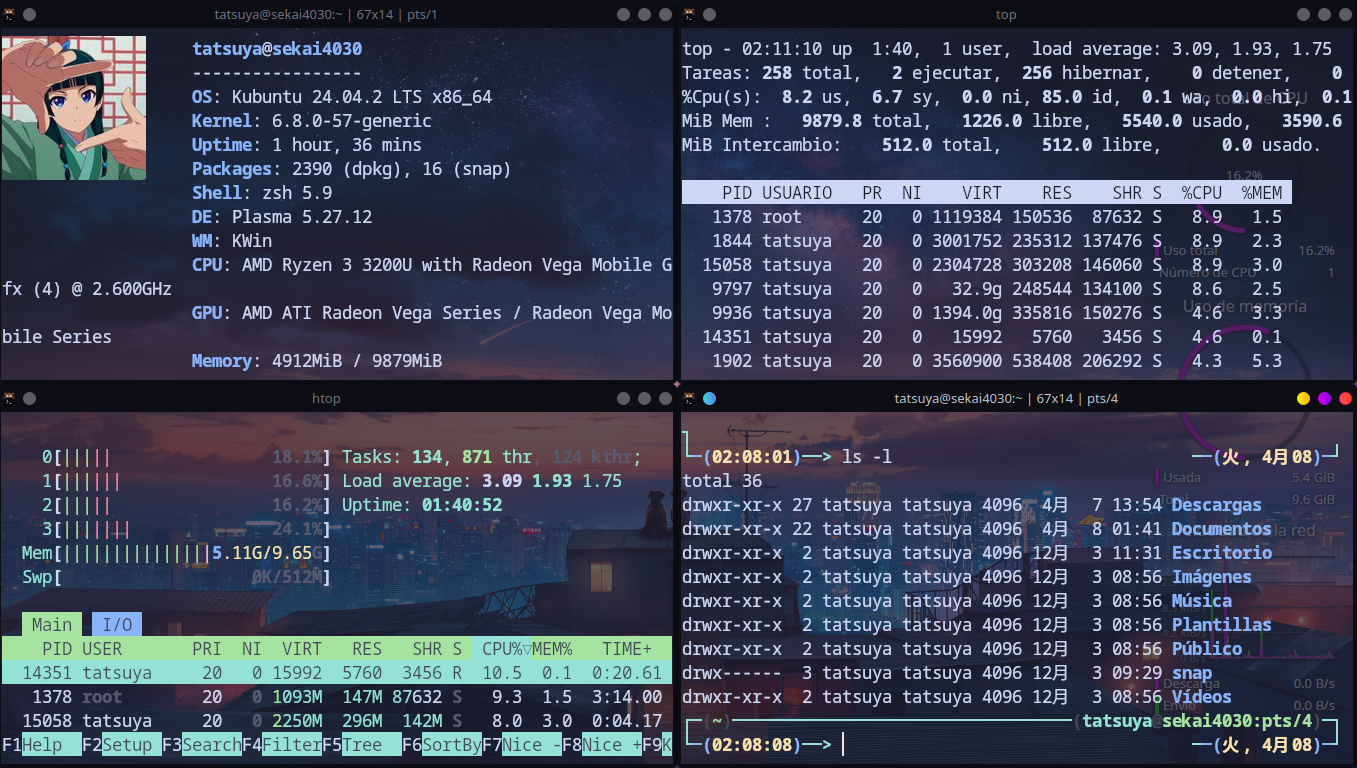 tatsuya@sekai4030:~ | 67x14 | pts/1
tatsuya@sekai4030
-----------------
OS: Kubuntu 24.04.2 LTS x86_64
Kernel: 6.8.0-57-generic
Uptime: 1 hour, 36 mins
Packages: 2390 (dpkg), 16 (snap)
Shell: zsh 5.9
DE: Plasma 5.27.12
WM: KWin
CPU: AMD Ryzen 3 3200U with Radeon Vega Mobile G
fx (4) @ 2.600GHz
GPU: AMD ATI Radeon Vega Series / Radeon Vega Mo
bile Series
Memory: 4912MiB / 9879MiB
top
top - 02:11:10 up  1:40,  1 user,  load average: 3.09, 1.93, 1.75
Tareas: 258 total,   2 ejecutar,  256 hibernar,    0 detener,    0
%Cpu(s):  8.2 us,  6.7 sy,  0.0 ni, 85.0 id,  0.1 wa,  0.0 hi,  0.1
MiB Mem :   9879.8 total,   1226.0 libre,   5540.0 usado,   3590.6
MiB Intercambio:    512.0 total,    512.0 libre,      0.0 usado.
PID USUARIO   PR  NI    VIRT    RES    SHR S  %CPU  %MEM
1378 root      20   0 1119384 150536  87632 S   8.9   1.5
1844 tatsuya   20   0 3001752 235312 137476 S   8.9   2.3
15058 tatsuya   20   0 2304728 303208 146060 S   8.9   3.0
9797 tatsuya   20   0   32.9g 248544 134100 S   8.6   2.5
9936 tatsuya   20   0 1394.0g 335816 150276 S   4.6   3.3
14351 tatsuya   20   0   15992   5760   3456 S   4.6   0.1
1902 tatsuya   20   0 3560900 538408 206292 S   4.3   5.3
Uso total de CPU
16.2%
Uso total 16.2%
Número de CPU 1
Uso de memoria
htop
0[||||| 18.1%] Tasks: 134, 871 thr, 124 kthr;
1[|||||| 16.6%] Load average: 3.09 1.93 1.75
2[||||| 16.2%] Uptime: 01:40:52
3[||||||| 24.1%]
Mem[|||||||||||||||5.11G/9.65G]
Swp[ 0K/512M]
Main I/O
PID USER       PRI  NI  VIRT   RES   SHR S  CPU%▽MEM%   TIME+
14351 tatsuya     20   0 15992  5760  3456 R  10.5  0.1  0:20.61
1378 root        20   0 1093M  147M 87632 S   9.3  1.5  3:14.00
15058 tatsuya     20   0 2250M  296M  142M S   8.0  3.0  0:04.17
F1Help  F2Setup F3SearchF4FilterF5Tree  F6SortByF7Nice -F8Nice +F9K
tatsuya@sekai4030:~ | 67x14 | pts/4
(02:08:01)──> ls -l ──(火, 4月08)
total 36
drwxr-xr-x 27 tatsuya tatsuya 4096  4月  7 13:54 Descargas
drwxr-xr-x 22 tatsuya tatsuya 4096  4月  8 01:41 Documentos
drwxr-xr-x  2 tatsuya tatsuya 4096 12月  3 11:31 Escritorio
drwxr-xr-x  2 tatsuya tatsuya 4096 12月  3 08:56 Imágenes
drwxr-xr-x  2 tatsuya tatsuya 4096 12月  3 08:56 Música
drwxr-xr-x  2 tatsuya tatsuya 4096 12月  3 08:56 Plantillas
drwxr-xr-x  2 tatsuya tatsuya 4096 12月  3 08:56 Público
drwx------  3 tatsuya tatsuya 4096 12月  3 09:29 snap
drwxr-xr-x  2 tatsuya tatsuya 4096 12月  3 08:56 Vídeos
(~) (tatsuya@sekai4030:pts/4)
(02:08:08)──> ──(火, 4月08)
Usada 5.4 GiB
Total 9.6 GiB
la red
Descarga 0.0 B/s
Envío 0.0 B/s